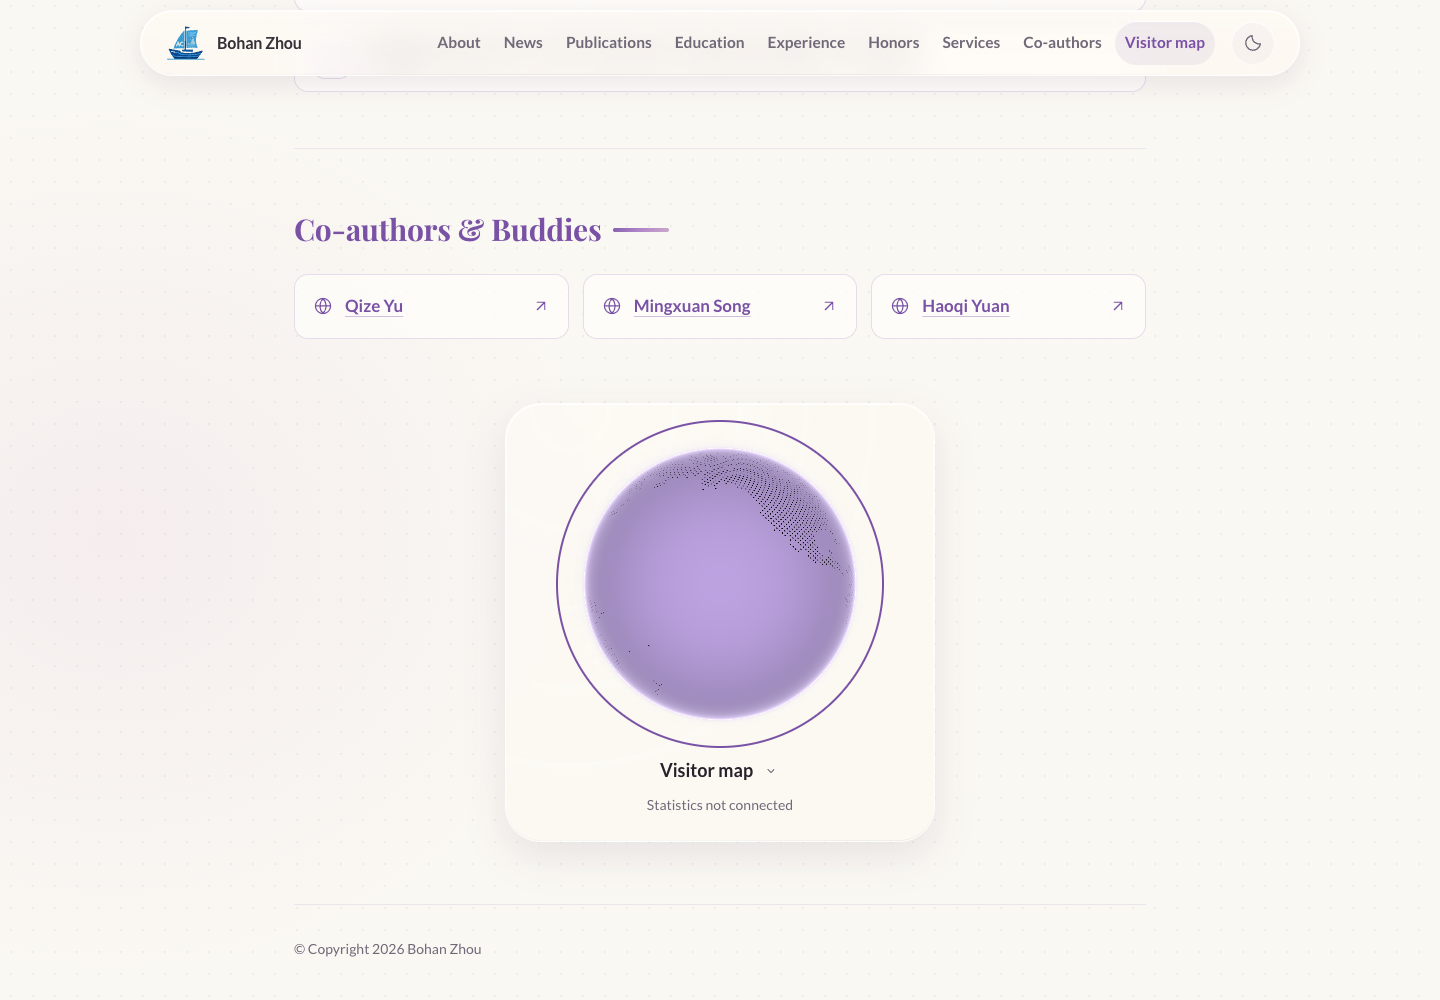 Bohan Zhou
About
News
Publications
Education
Experience
Honors
Services
Co-authors
Visitor map
Co-authors & Buddies
Qize Yu
Mingxuan Song
Haoqi Yuan
Visitor map
Statistics not connected
© Copyright 2026 Bohan Zhou